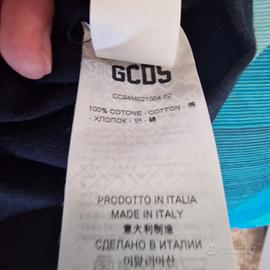 GCDS
CC94M021004.02
100% COTONE - COTTON - 棉
- ХЛОПОК - 면 - 綿
PRODOTTO IN ITALIA
MADE IN ITALY
意大利制造
СДЕЛАНО В ИТАЛИИ
이탈리아산